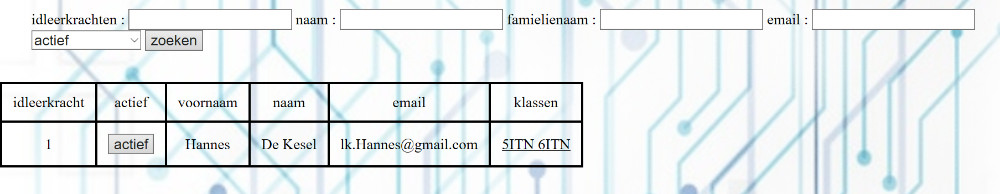 idleerkrachten : naam : famielienaam : email :
actief zoeken
idleerkracht actief voornaam naam email klassen
1 actief Hannes De Kesel lk.Hannes@gmail.com 5ITN 6ITN